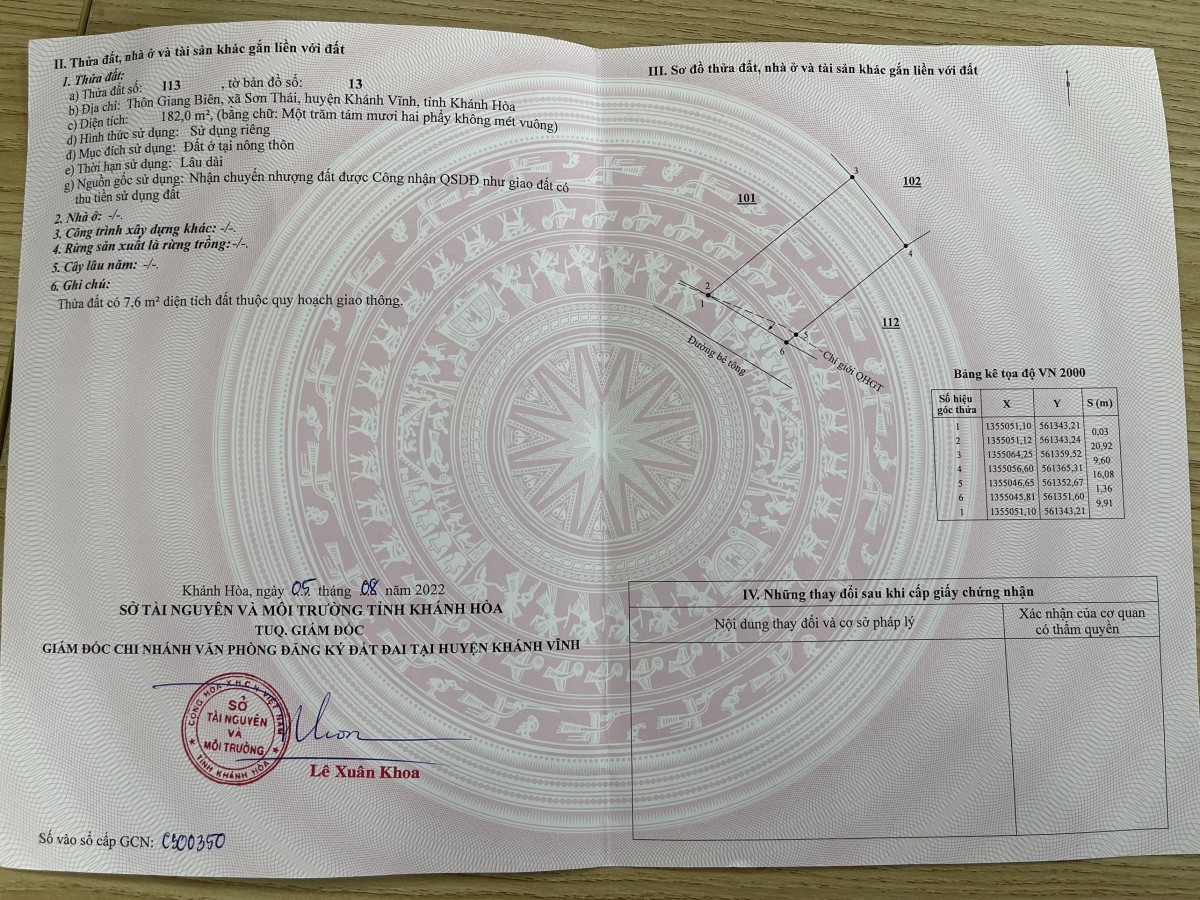 II. Thửa đất, nhà ở và tài sản khác gắn liền với đất
1. Thửa đất:
a) Thửa đất số: 113 , tờ bản đồ số: 13
b) Địa chỉ: Thôn Giang Biên, xã Sơn Thái, huyện Khánh Vĩnh, tỉnh Khánh Hòa
c) Diện tích: 182,0 m², (bằng chữ: Một trăm tám mươi hai phẩy không mét vuông)
d) Hình thức sử dụng: Sử dụng riêng
đ) Mục đích sử dụng: Đất ở tại nông thôn
e) Thời hạn sử dụng: Lâu dài
g) Nguồn gốc sử dụng: Nhận chuyển nhượng đất được Công nhận QSDĐ như giao đất có
thu tiền sử dụng đất
2. Nhà ở: -/-.
3. Công trình xây dựng khác: -/-.
4. Rừng sản xuất là rừng trồng:-/-.
5. Cây lâu năm: -/-.
6. Ghi chú:
Thửa đất có 7,6 m² diện tích đất thuộc quy hoạch giao thông.
Khánh Hòa, ngày 05 tháng 08 năm 2022
SỞ TÀI NGUYÊN VÀ MÔI TRƯỜNG TỈNH KHÁNH HÒA
TUQ. GIÁM ĐỐC
GIÁM ĐỐC CHI NHÁNH VĂN PHÒNG ĐĂNG KÝ ĐẤT ĐAI TẠI HUYỆN KHÁNH VĨNH
CỘNG HÒA X.H.C.N VIỆT NAM
SỞ
TÀI NGUYÊN
VÀ
MÔI TRƯỜNG
TỈNH KHÁNH HÒA
Lê Xuân Khoa
Số vào sổ cấp GCN: CS00350
III. Sơ đồ thửa đất, nhà ở và tài sản khác gắn liền với đất
3
102
101
4
2
1
112
5
6
Đường bê tông
Chỉ giới QHGT
Bảng kê tọa độ VN 2000
Số hiệu góc thửa X Y S (m)
1 1355051,10 561343,21
0,03
2 1355051,12 561343,24
20,92
3 1355064,25 561359,52
9,60
4 1355056,60 561365,31
16,08
5 1355046,65 561352,67
1,36
6 1355045,81 561351,60
9,91
1 1355051,10 561343,21
IV. Những thay đổi sau khi cấp giấy chứng nhận
Nội dung thay đổi và cơ sở pháp lý
Xác nhận của cơ quan
có thẩm quyền